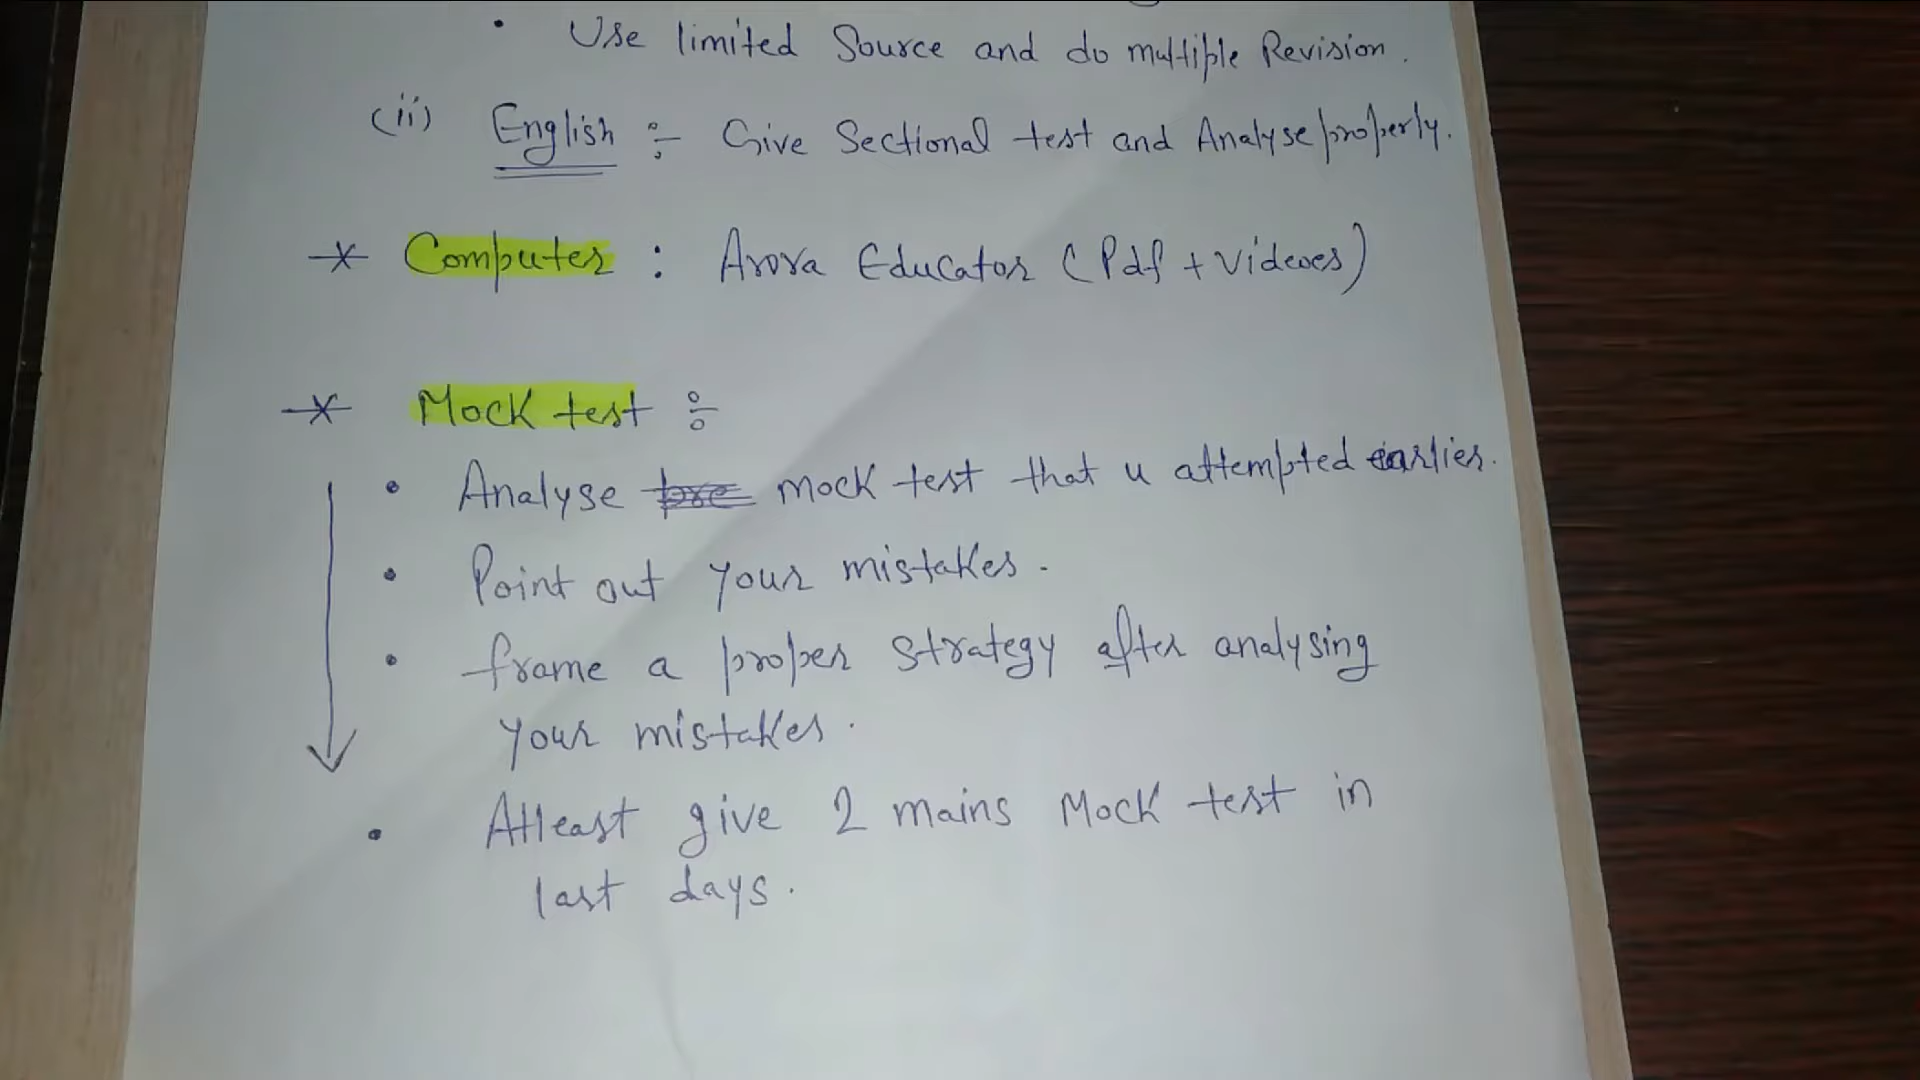 • Use limited Source and do multiple Revision.
(ii) English :- Give Sectional test and Analyse properly.
* Computer : Arora Educator (Pdf + Videoes)
* Mock test :-
• Analyse mock test that u attempted earlier.
• Point out your mistakes.
• frame a proper strategy after analysing
your mistakes.
• Atleast give 2 mains Mock test in
last days.